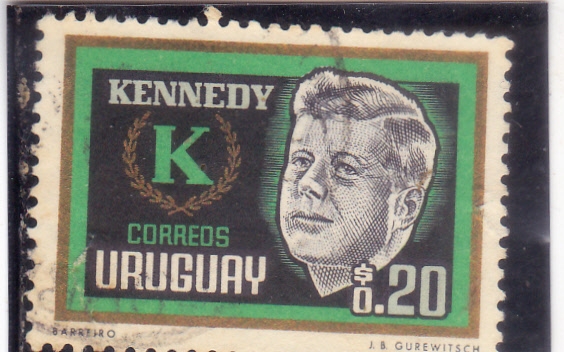 KENNEDY
K
CORREOS
URUGUAY
$0.20
BARREIRO
J. B. GUREWITSCH